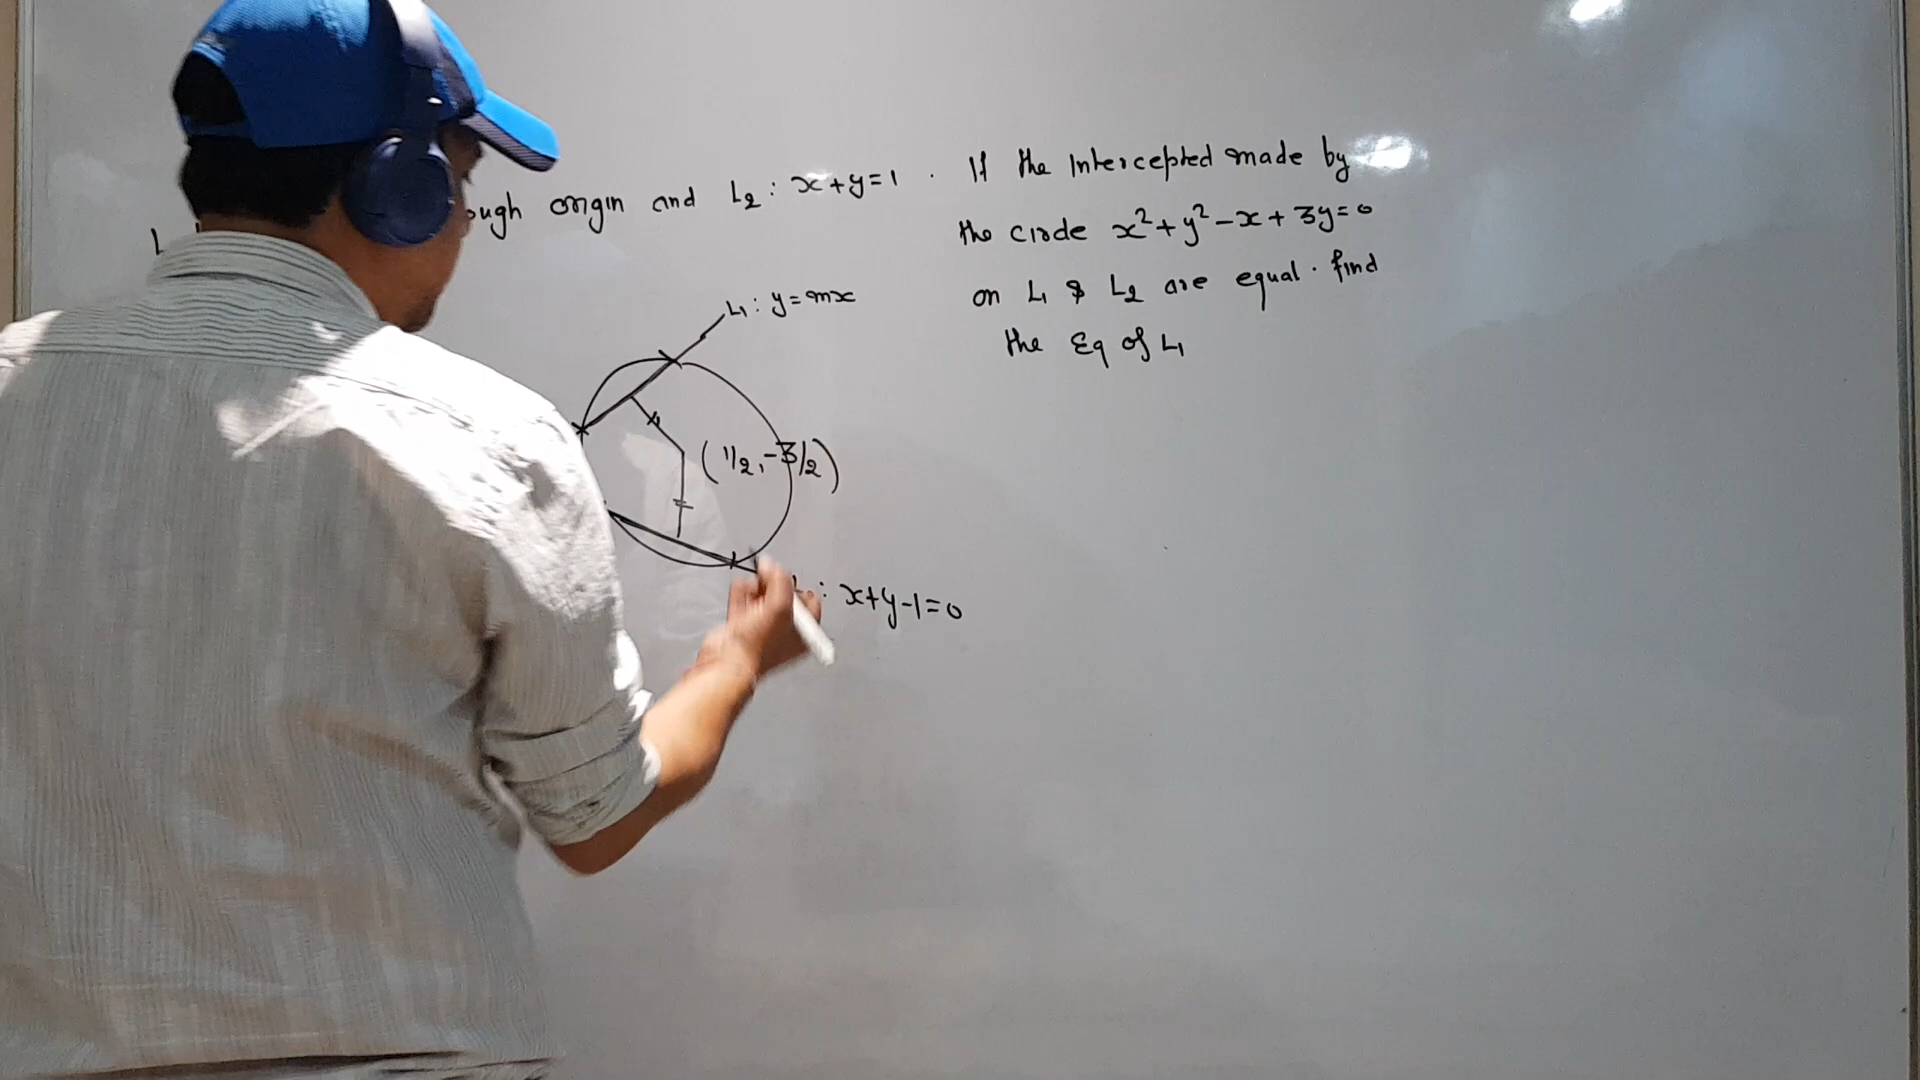 ough origin and L₂ : x+y=1 . If the Intercepted made by
the circle x²+y²-x+3y=0
on L₁ & L₂ are equal. find
the Eq of L₁
L₁ : y=mx
(1/2, -3/2)
: x+y-1=0